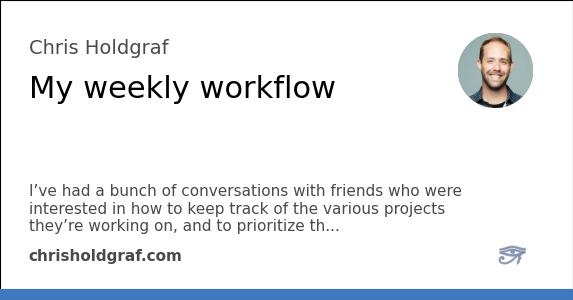 Chris Holdgraf
My weekly workflow
I’ve had a bunch of conversations with friends who were
interested in how to keep track of the various projects
they’re working on, and to prioritize th...
chrisholdgraf.com